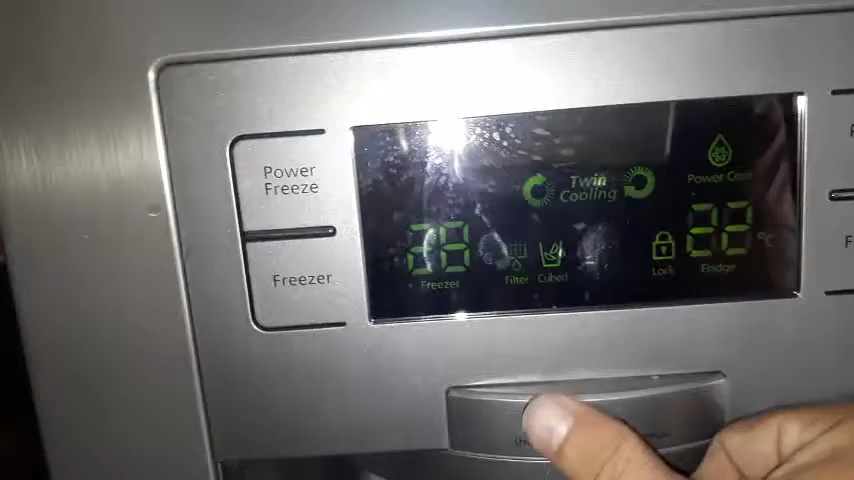 Power
Freeze
Freezer
Twin
Cooling
Power Cool
28
22 °C
Freezer
Filter
Cubed
Lock
Fridge